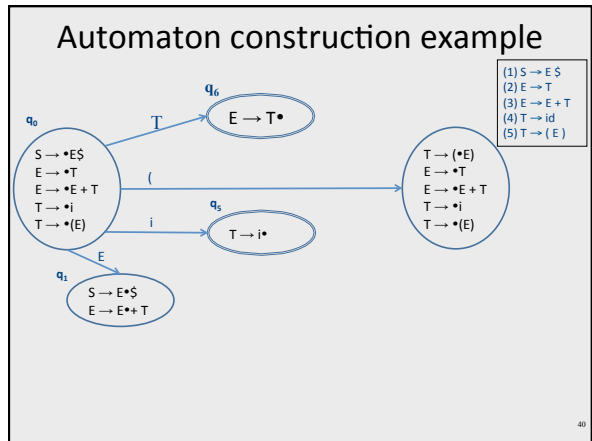 Automaton construction example
(1) S → E $
(2) E → T
(3) E → E + T
(4) T → id
(5) T → ( E )
q6
E → T•
T
q0
S → •E$
E → •T
E → •E + T
T → •i
T → •(E)
(
T → (•E)
E → •T
E → •E + T
T → •i
T → •(E)
q5
i
T → i•
E
q1
S → E•$
E → E•+ T
40